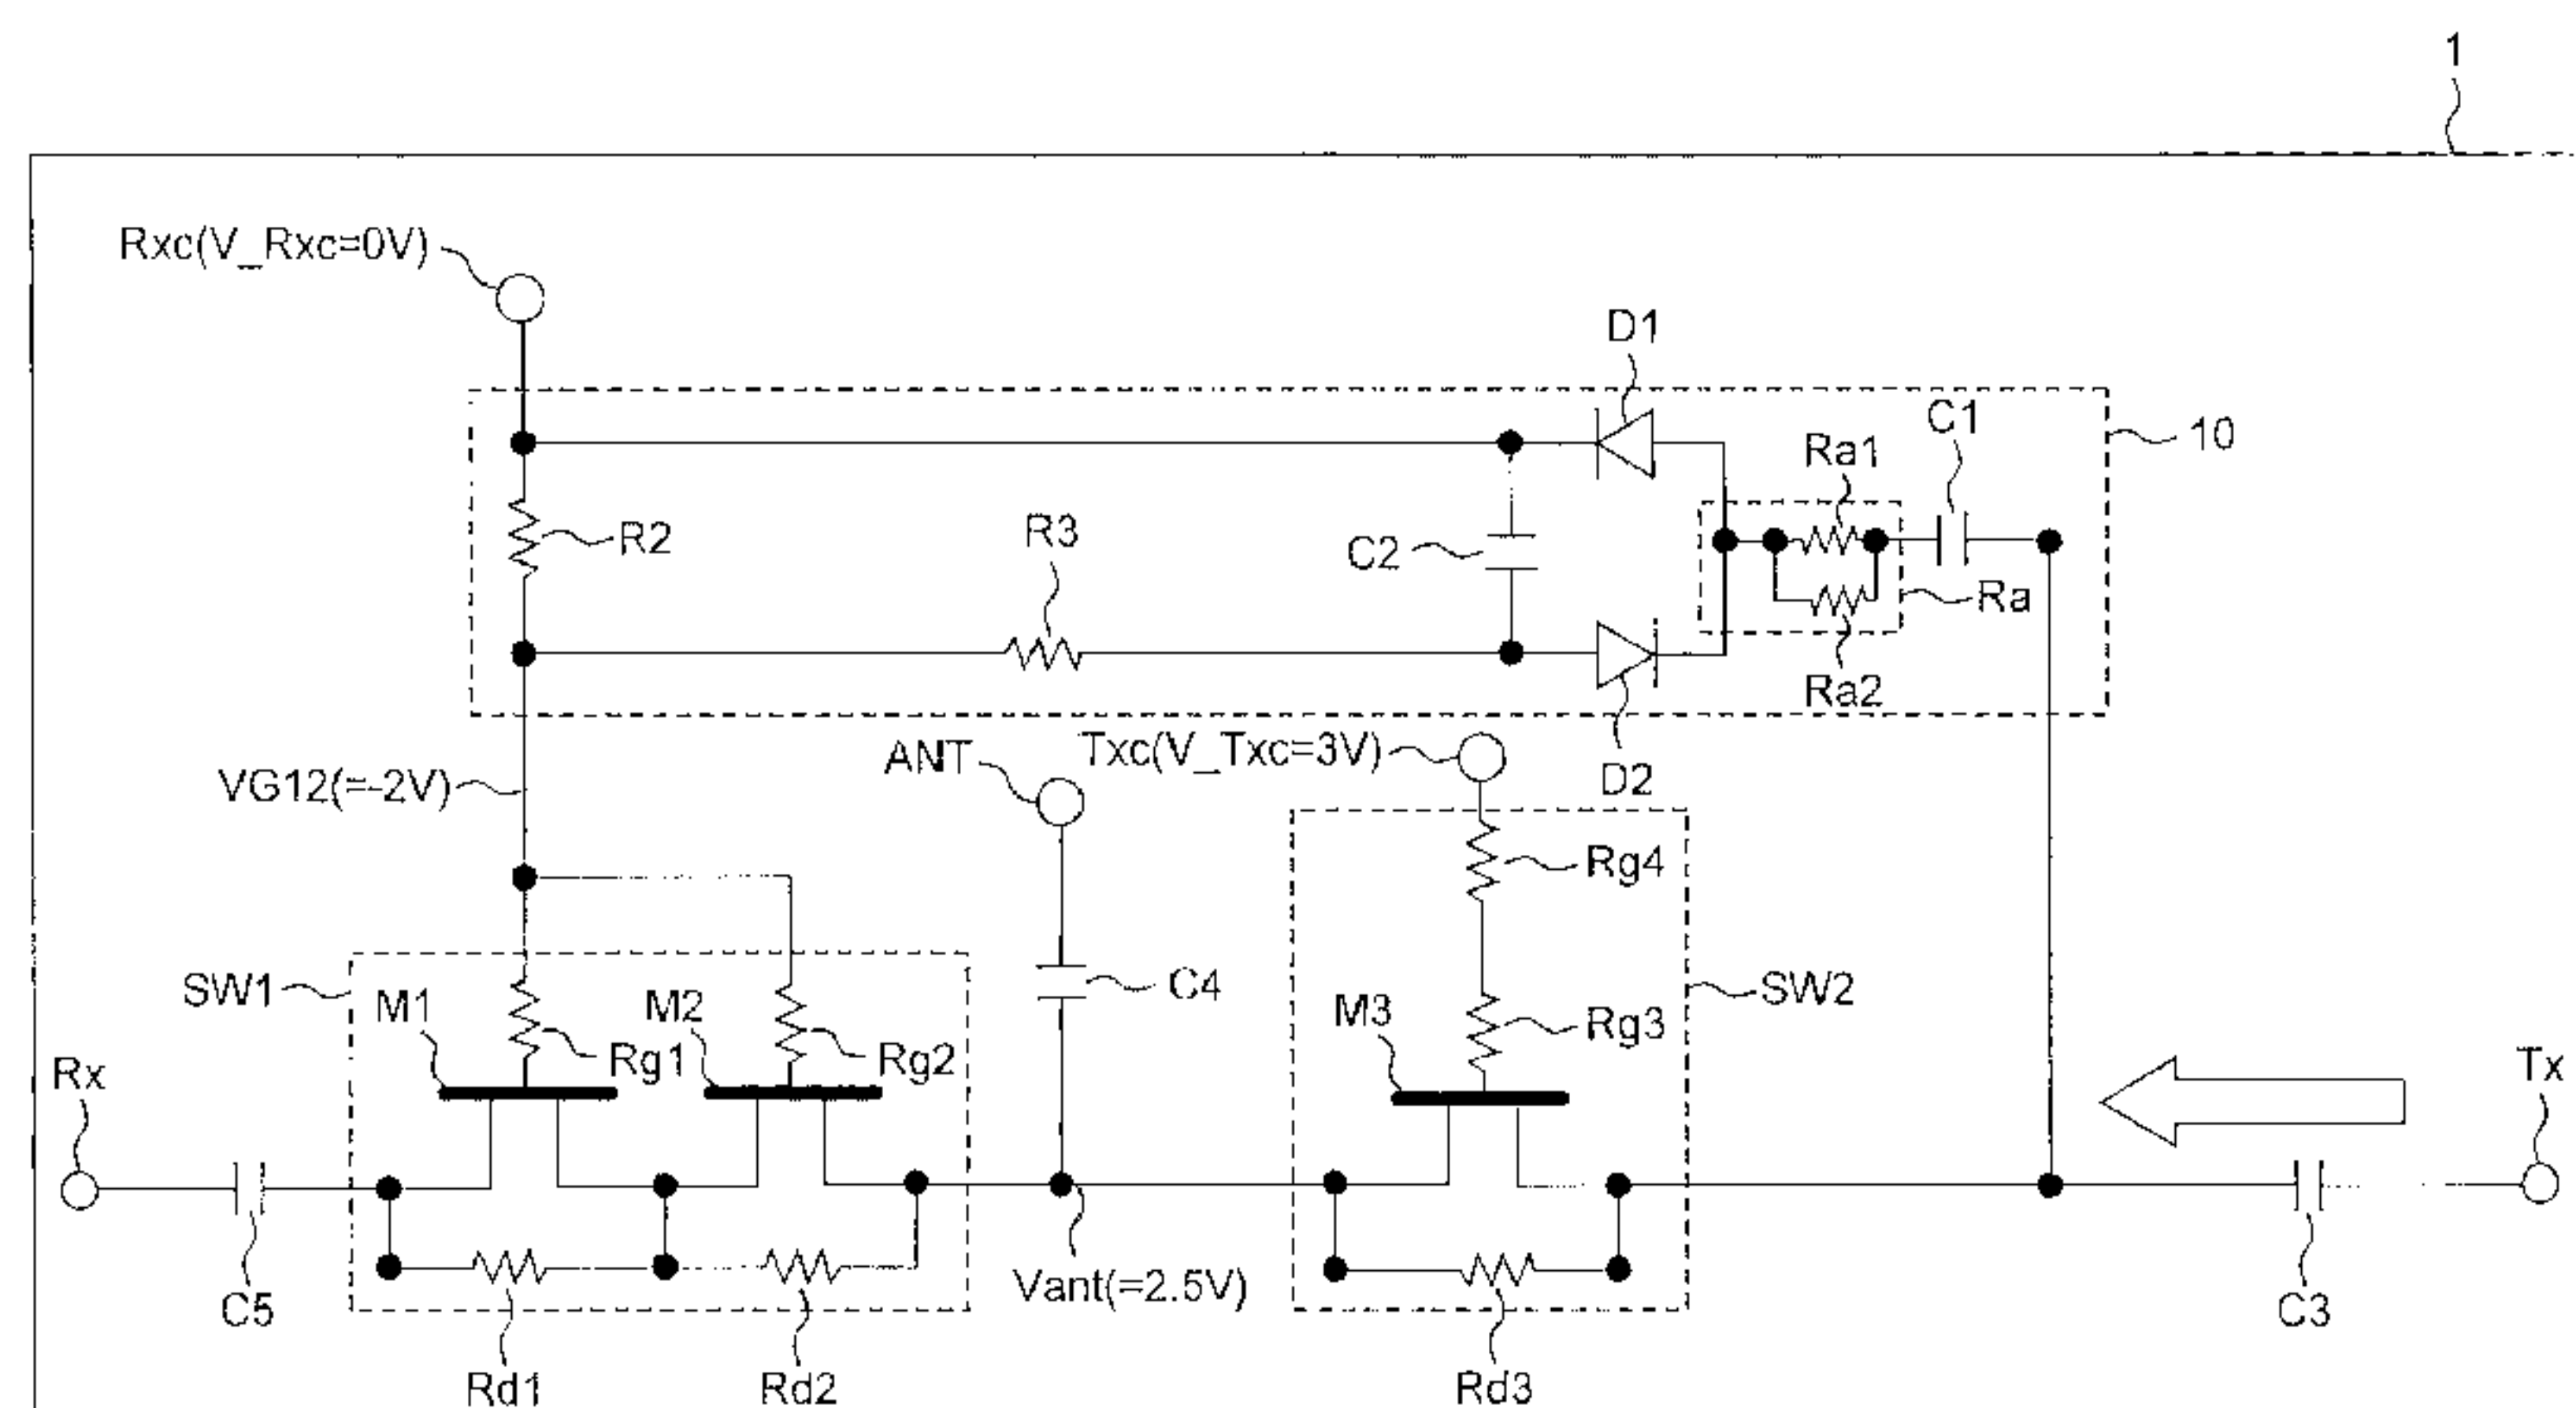 1
Rxc(V_Rxc=0V)
D1
C1
10
Ra1
R2
R3
C2
Ra
Ra2
ANT
Txc(V_Txc=3V)
D2
VG12(=-2V)
Rg4
SW1
M1
M2
C4
M3
SW2
Rg3
Rx
Rg1
Rg2
Tx
C5
Vant(=2.5V)
C3
Rd1
Rd2
Rd3